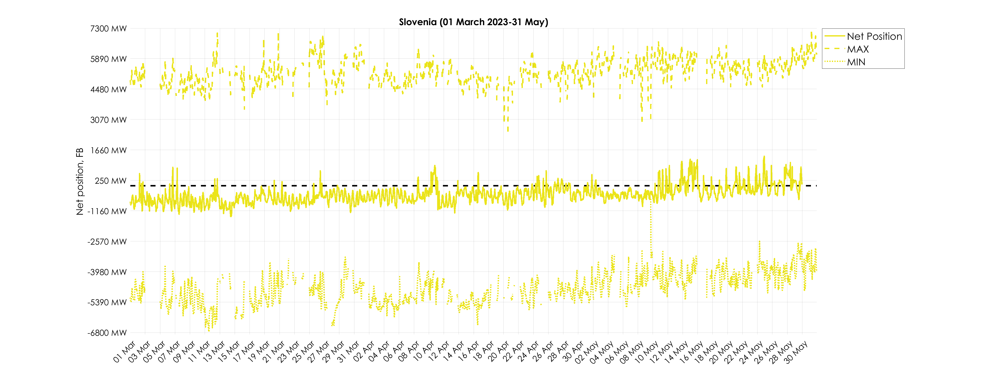 Slovenia (01 March 2023-31 May)
7300 MW
5890 MW
4480 MW
3070 MW
1660 MW
250 MW
-1160 MW
-2570 MW
-3980 MW
-5390 MW
-6800 MW
Net position, FB
Net Position
MAX
MIN
01 Mar
03 Mar
05 Mar
07 Mar
09 Mar
11 Mar
13 Mar
15 Mar
17 Mar
19 Mar
21 Mar
23 Mar
25 Mar
27 Mar
29 Mar
31 Mar
02 Apr
04 Apr
06 Apr
08 Apr
10 Apr
12 Apr
14 Apr
16 Apr
18 Apr
20 Apr
22 Apr
24 Apr
26 Apr
28 Apr
30 Apr
02 May
04 May
06 May
08 May
10 May
12 May
14 May
16 May
18 May
20 May
22 May
24 May
26 May
28 May
30 May